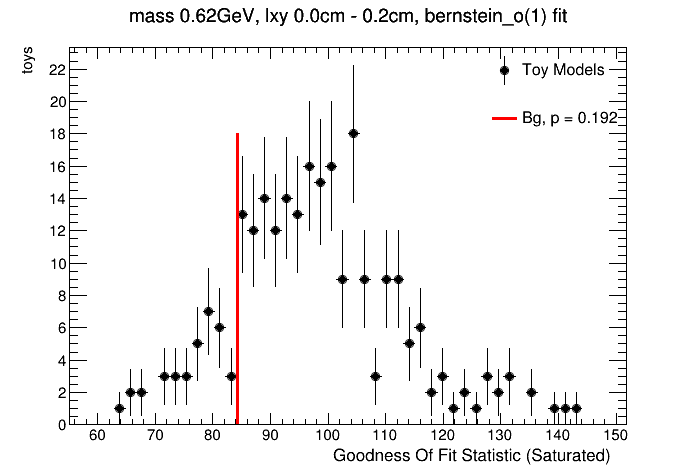 mass 0.62GeV, lxy 0.0cm - 0.2cm, bernstein_o(1) fit
toys
22
20
18
16
14
12
10
8
6
4
2
0
Toy Models
Bg, p = 0.192
60 70 80 90 100 110 120 130 140 150
Goodness Of Fit Statistic (Saturated)